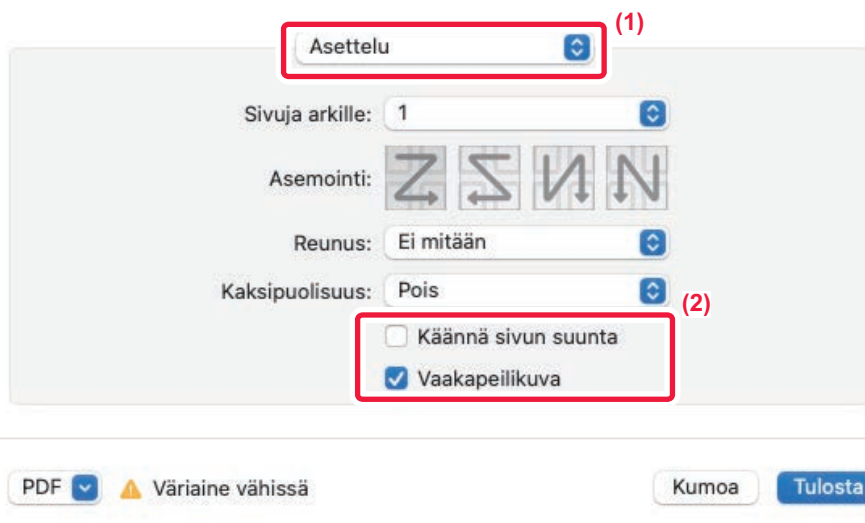 (1)
Asettelu
Sivuja arkille: 1
Asemointi:
Reunus: Ei mitään
Kaksipuolisuus: Pois
(2)
Käännä sivun suunta
Vaakapeilikuva
PDF Väriaine vähissä Kumoa Tulosta